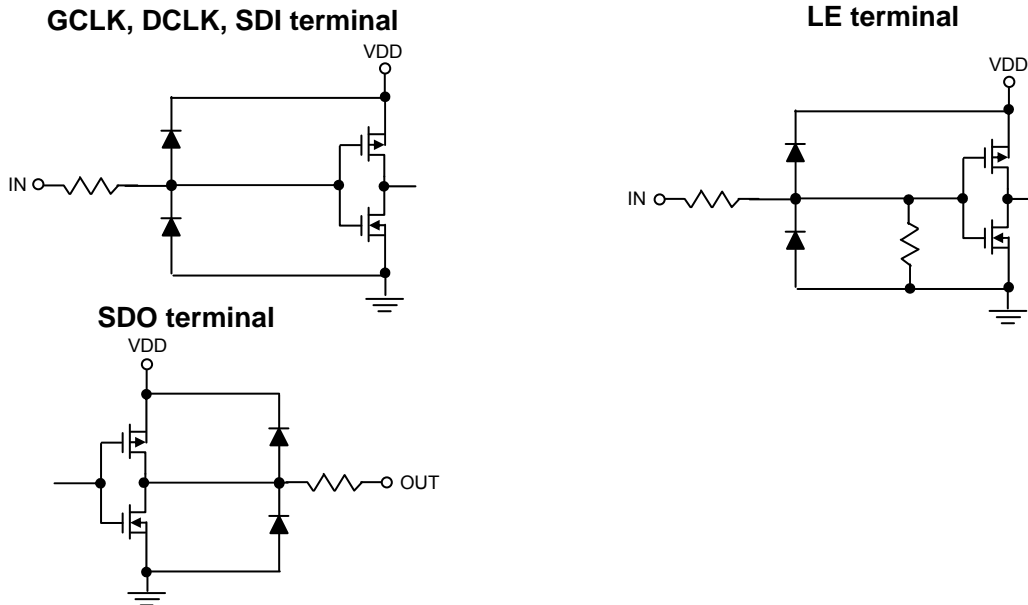 GCLK, DCLK, SDI terminal
VDD
IN
LE terminal
VDD
IN
SDO terminal
VDD
OUT